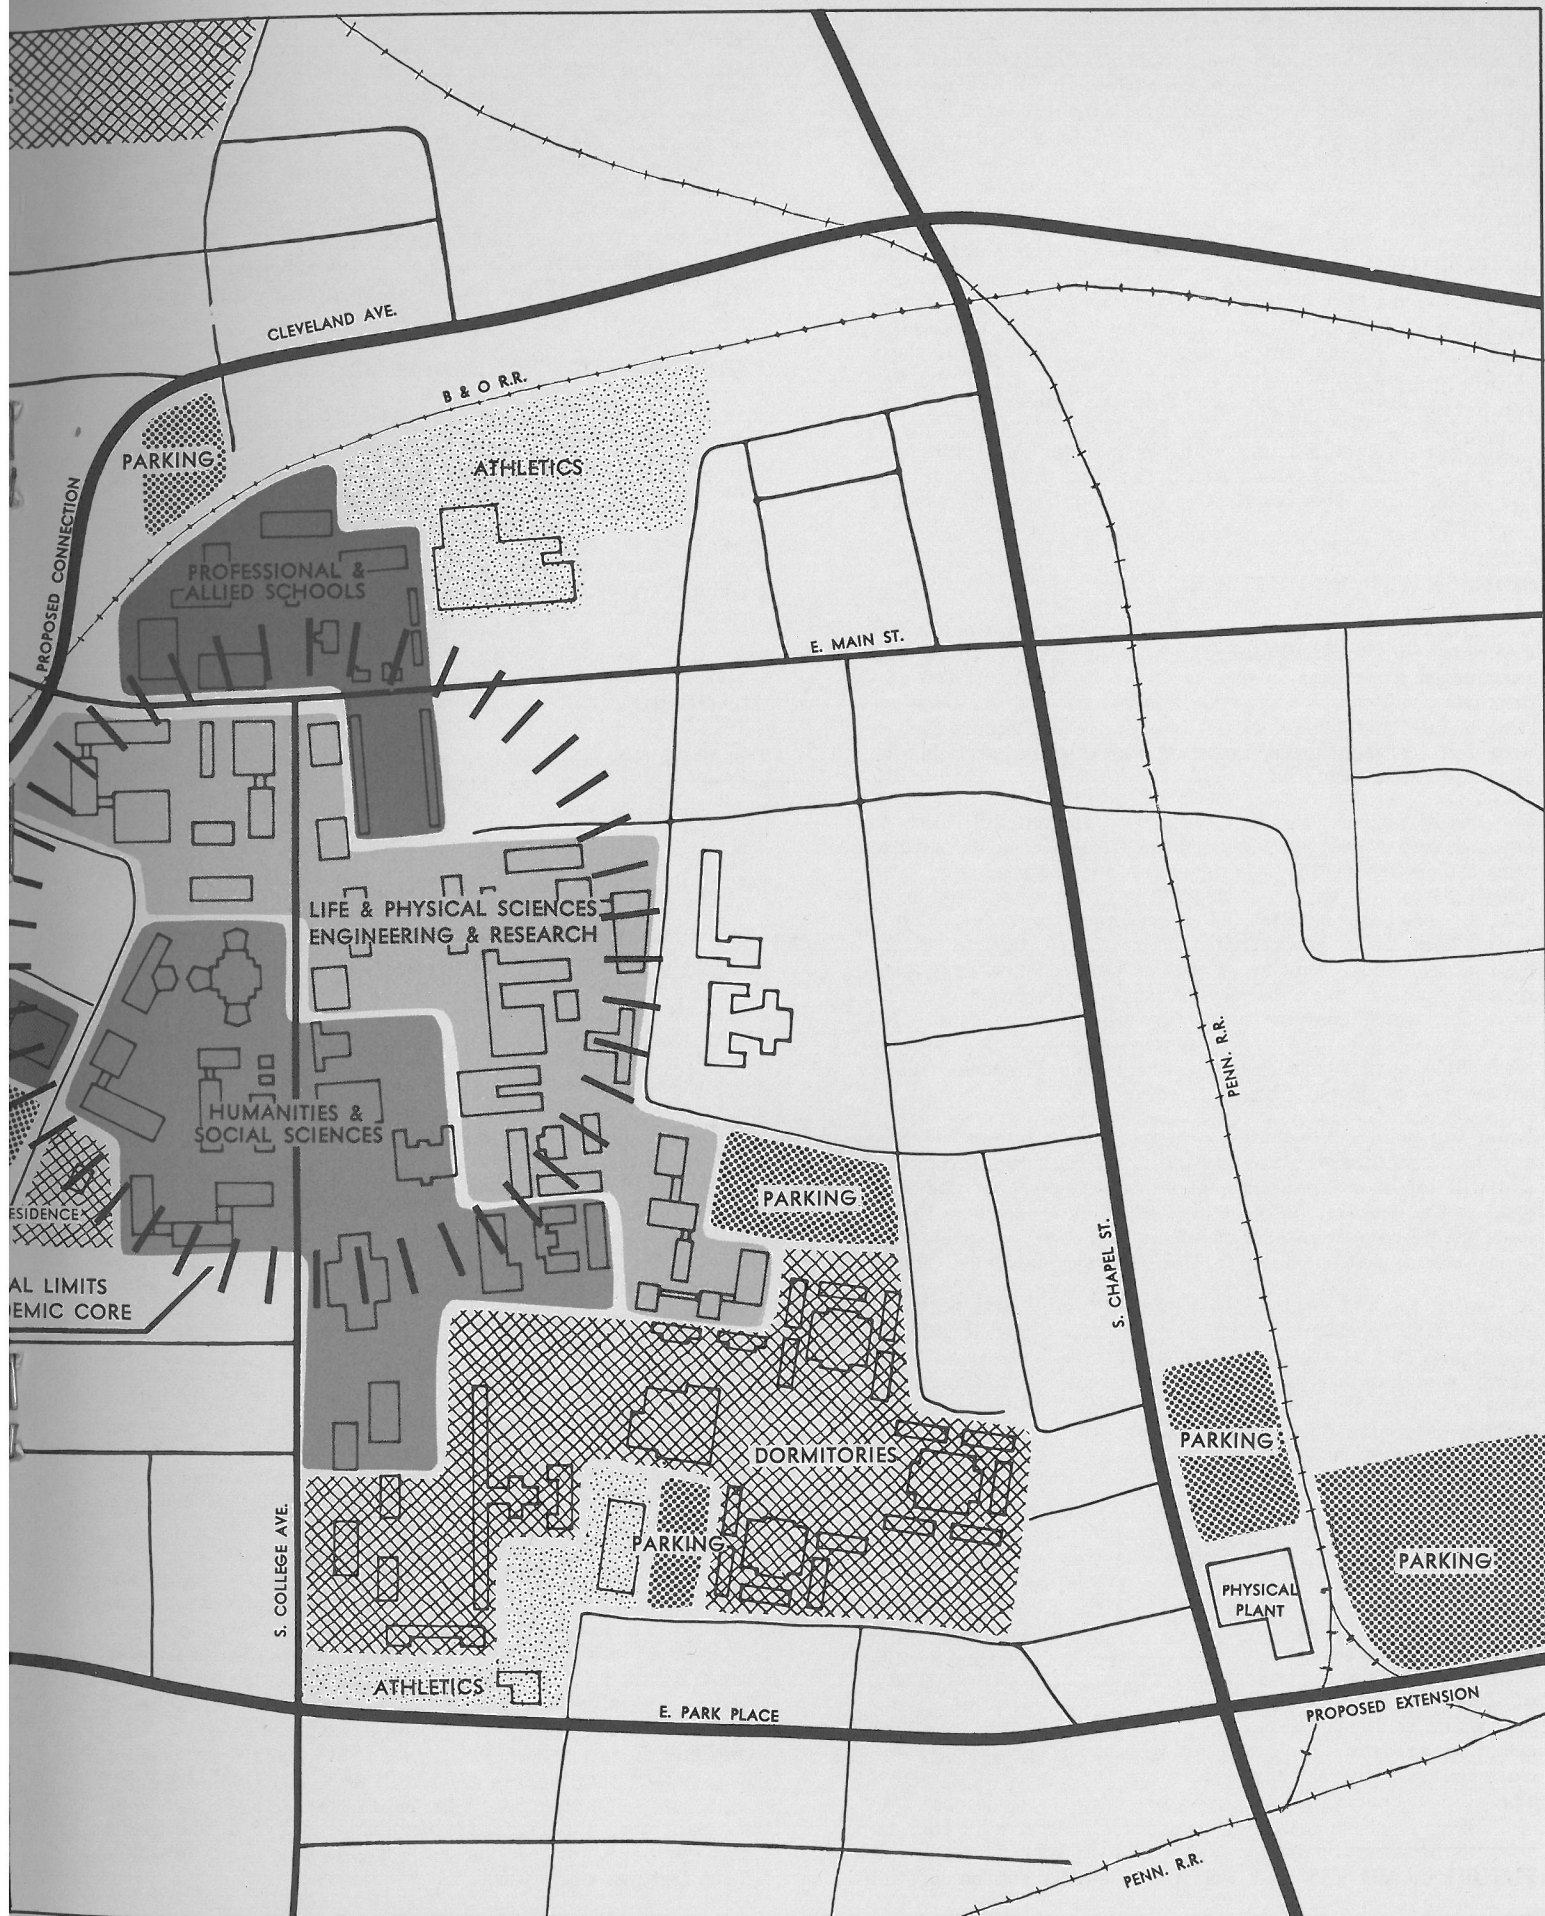 CLEVELAND AVE.
B & O R.R.
PARKING
ATHLETICS
PROPOSED CONNECTION
PROFESSIONAL &
ALLIED SCHOOLS
E. MAIN ST.
LIFE & PHYSICAL SCIENCES
ENGINEERING & RESEARCH
PENN. R.R.
HUMANITIES &
SOCIAL SCIENCES
PARKING
ESIDENCE
S. CHAPEL ST.
AL LIMITS
DEMIC CORE
PARKING
DORMITORIES
S. COLLEGE AVE.
PARKING
PARKING
PHYSICAL
PLANT
ATHLETICS
E. PARK PLACE
PROPOSED EXTENSION
PENN. R.R.